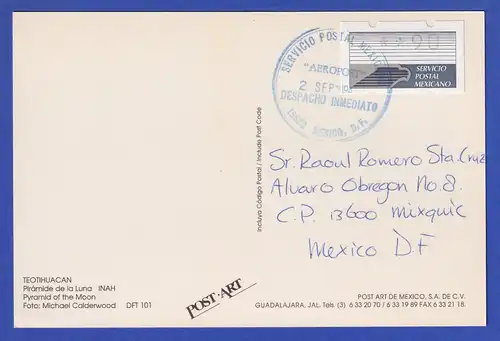 SERVICIO POSTAL MEXICANO
"AEROPOST"
2 SEP
DESPACHO INMEDIATO
MEXICO, D.F.
90
SERVICIO
POSTAL
MEXICANO
Incluya Código Postal / Include Post Code
Sr. Raoul Romero Sta. Cruz
Alvaro Obregon No 8.
C.P. 13600 Mixquic
Mexico D.F
TEOTIHUACAN
Pirámide de la Luna INAH
Pyramid of the Moon
Foto: Michael Calderwood DFT 101
POST-ART
POST ART DE MEXICO, S.A. DE C.V.
GUADALAJARA, JAL. Tels: (3) 6 33 20 70 / 6 33 19 89 FAX 6 33 21 18.